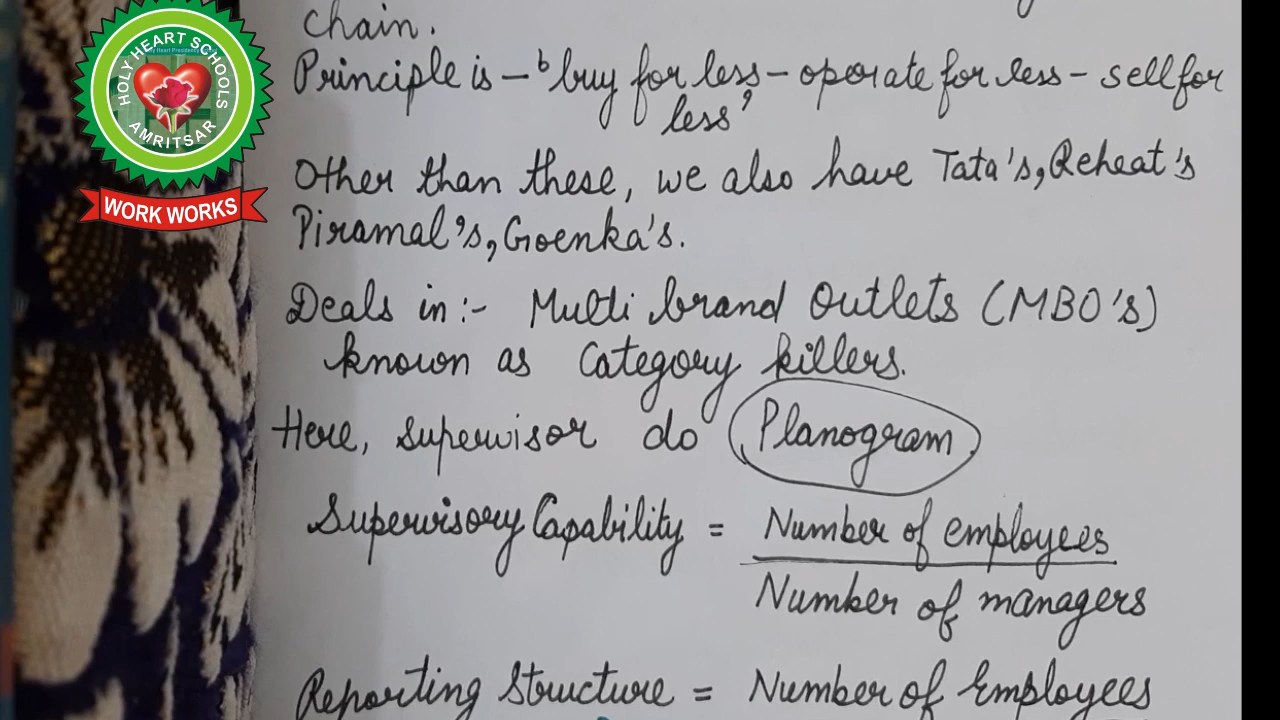 HOLY HEART SCHOOLS
AMRITSAR
WORK WORKS
chain.
Principle is – 'buy for less – operate for less – sell for
less'
Other than these, we also have Tata's, Reheat's
Piramal's, Goenka's.
Deals in :- Multi brand Outlets (MBO's)
known as Category killers.
Here, supervisor do Planogram
Supervisory Capability = Number of employees
Number of managers
Reporting Structure = Number of Employees